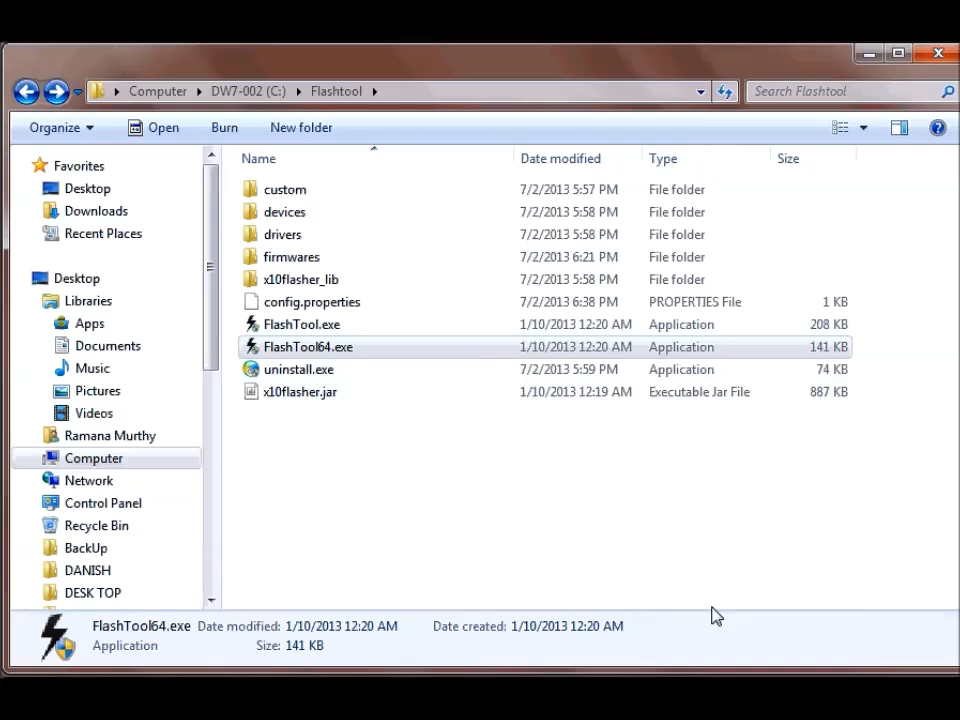 Computer DW7-002 (C:) Flashtool Search Flashtool
Organize Open Burn New folder
Name Date modified Type Size
Favorites
Desktop
Downloads
Recent Places
Desktop
Libraries
Apps
Documents
Music
Pictures
Videos
Ramana Murthy
Computer
Network
Control Panel
Recycle Bin
BackUp
DANISH
DESK TOP
custom 7/2/2013 5:57 PM File folder
devices 7/2/2013 5:58 PM File folder
drivers 7/2/2013 5:58 PM File folder
firmwares 7/2/2013 6:21 PM File folder
x10flasher_lib 7/2/2013 5:58 PM File folder
config.properties 7/2/2013 6:38 PM PROPERTIES File 1 KB
FlashTool.exe 1/10/2013 12:20 AM Application 208 KB
FlashTool64.exe 1/10/2013 12:20 AM Application 141 KB
uninstall.exe 7/2/2013 5:59 PM Application 74 KB
x10flasher.jar 1/10/2013 12:19 AM Executable Jar File 887 KB
FlashTool64.exe Date modified: 1/10/2013 12:20 AM Date created: 1/10/2013 12:20 AM
Application Size: 141 KB